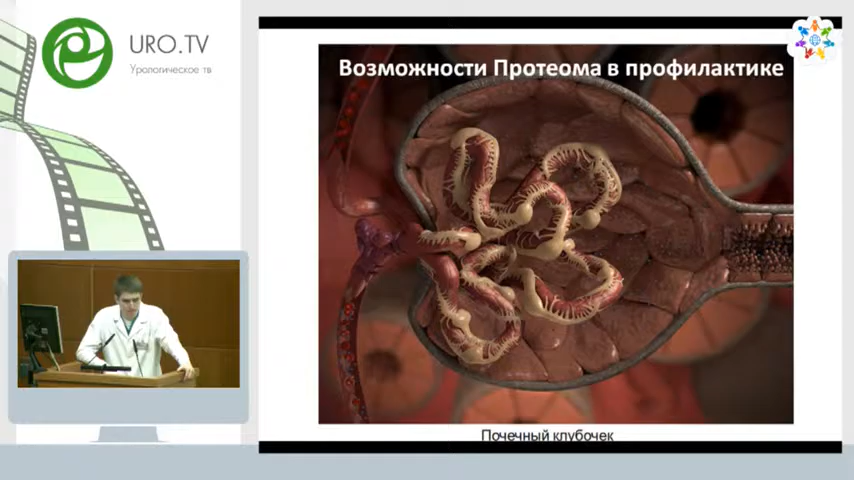 URO.TV
Урологическое тв
Возможности Протеома в профилактике
Почечный клубочек